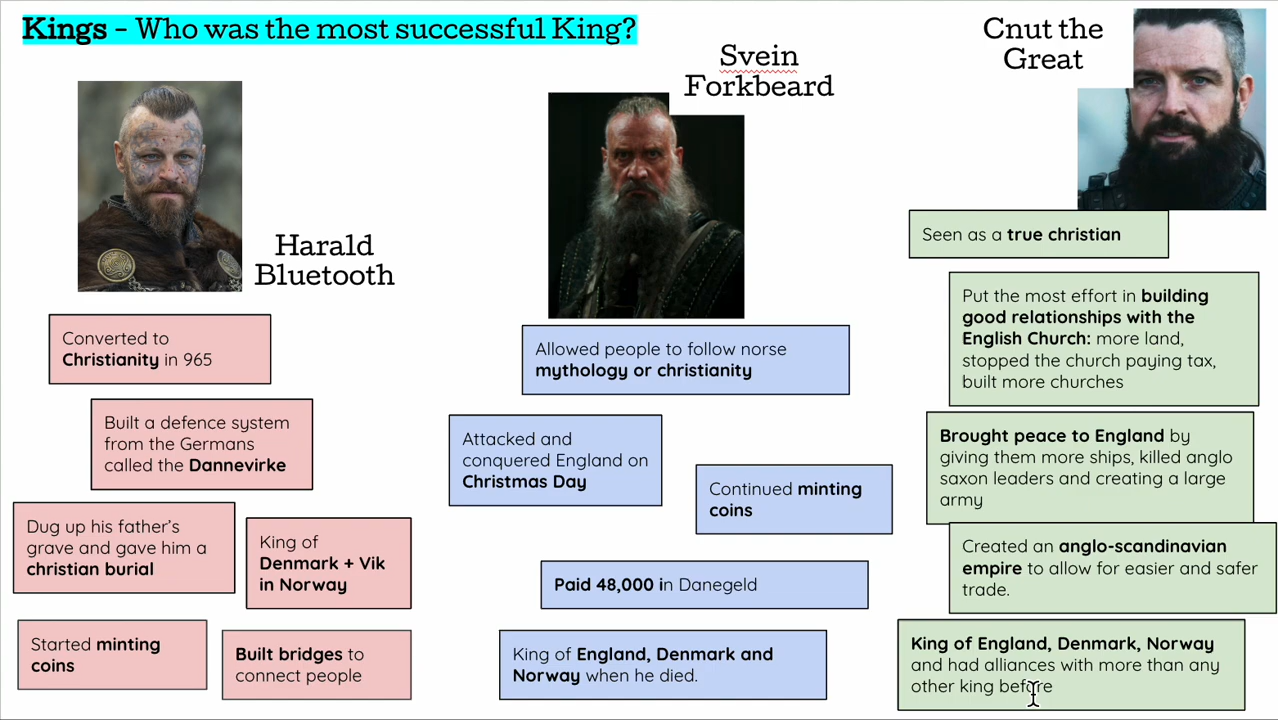 Kings - Who was the most successful King?
Harald
Bluetooth
Converted to
Christianity in 965
Built a defence system
from the Germans
called the Dannevirke
Dug up his father's
grave and gave him a
christian burial
King of
Denmark + Vik
in Norway
Started minting
coins
Built bridges to
connect people
Svein
Forkbeard
Allowed people to follow norse
mythology or christianity
Attacked and
conquered England on
Christmas Day
Continued minting
coins
Paid 48,000 in Danegeld
King of England, Denmark and
Norway when he died.
Cnut the
Great
Seen as a true christian
Put the most effort in building
good relationships with the
English Church: more land,
stopped the church paying tax,
built more churches
Brought peace to England by
giving them more ships, killed anglo
saxon leaders and creating a large
army
Created an anglo-scandinavian
empire to allow for easier and safer
trade.
King of England, Denmark, Norway
and had alliances with more than any
other king before